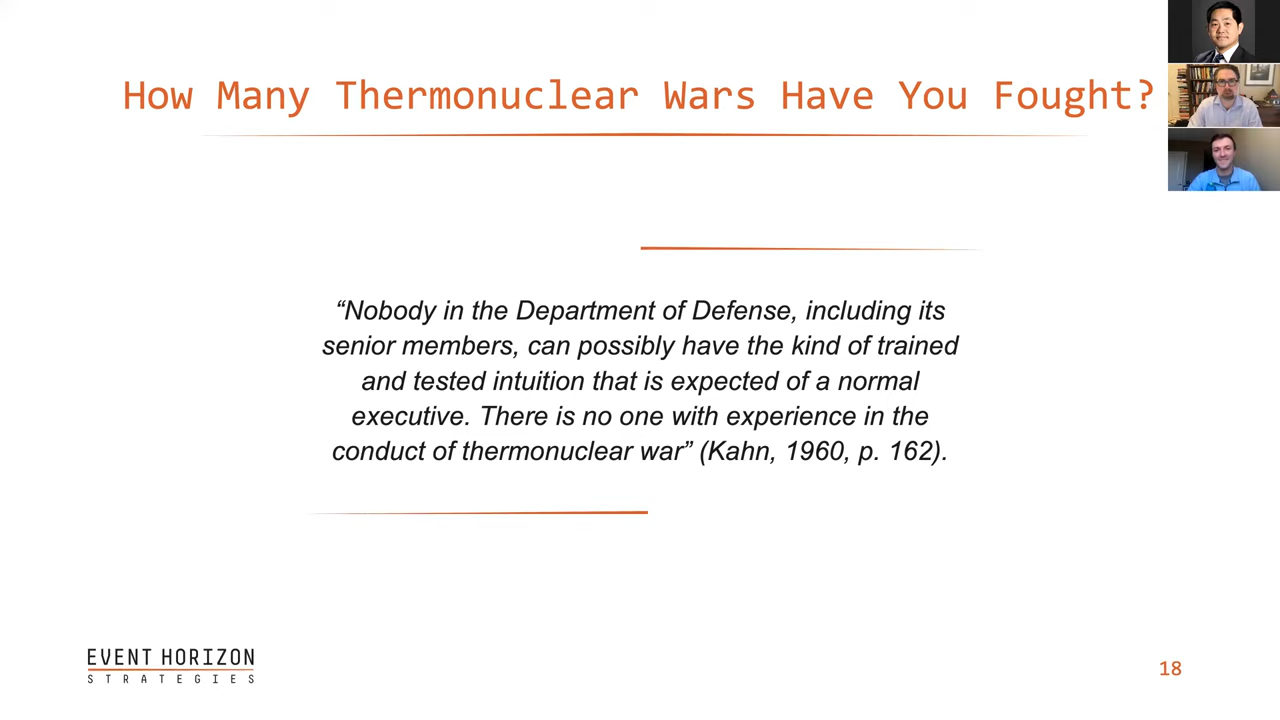 How Many Thermonuclear Wars Have You Fought?
“Nobody in the Department of Defense, including its
senior members, can possibly have the kind of trained
and tested intuition that is expected of a normal
executive. There is no one with experience in the
conduct of thermonuclear war” (Kahn, 1960, p. 162).
EVENT HORIZON
STRATEGIES
18